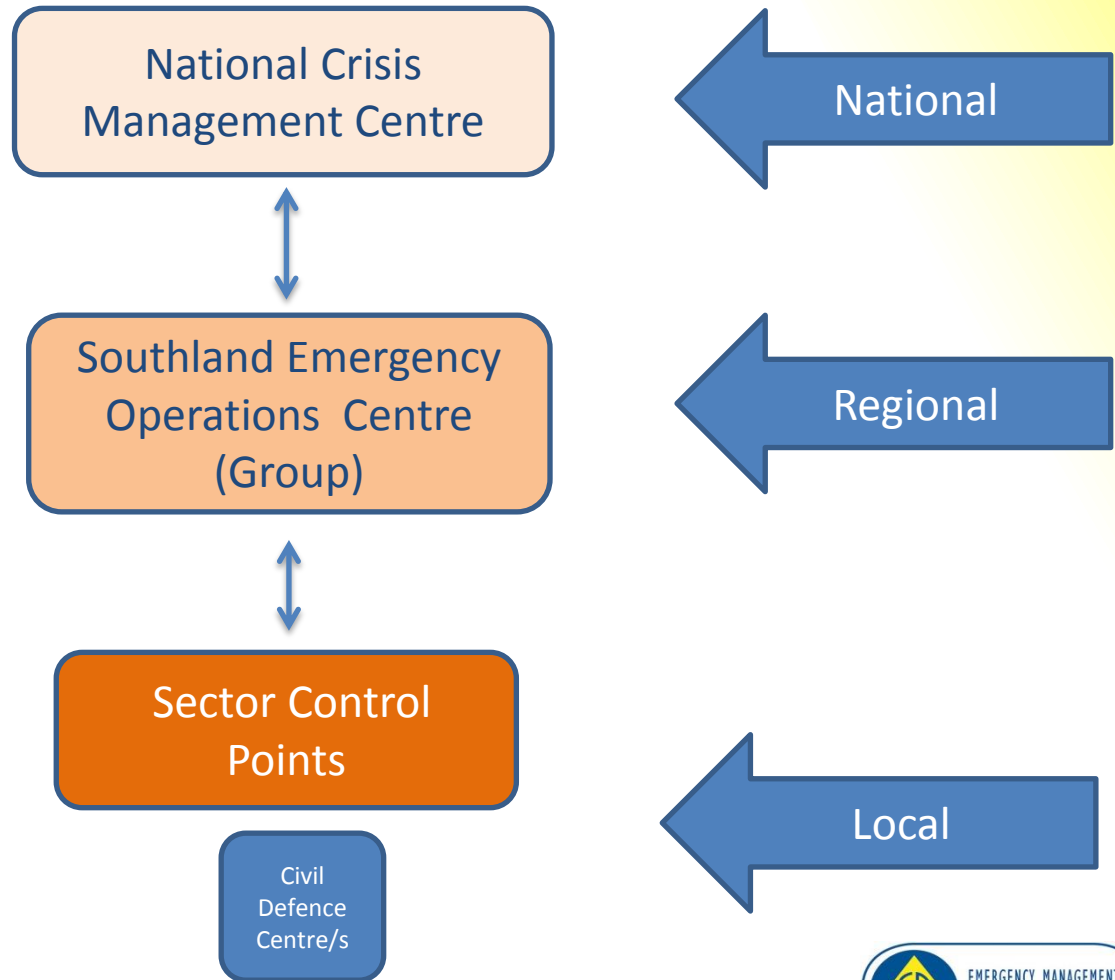 National Crisis
Management Centre
National
Southland Emergency
Operations Centre
(Group)
Regional
Sector Control
Points
Local
Civil
Defence
Centre/s
EMERGENCY MANAGEMENT